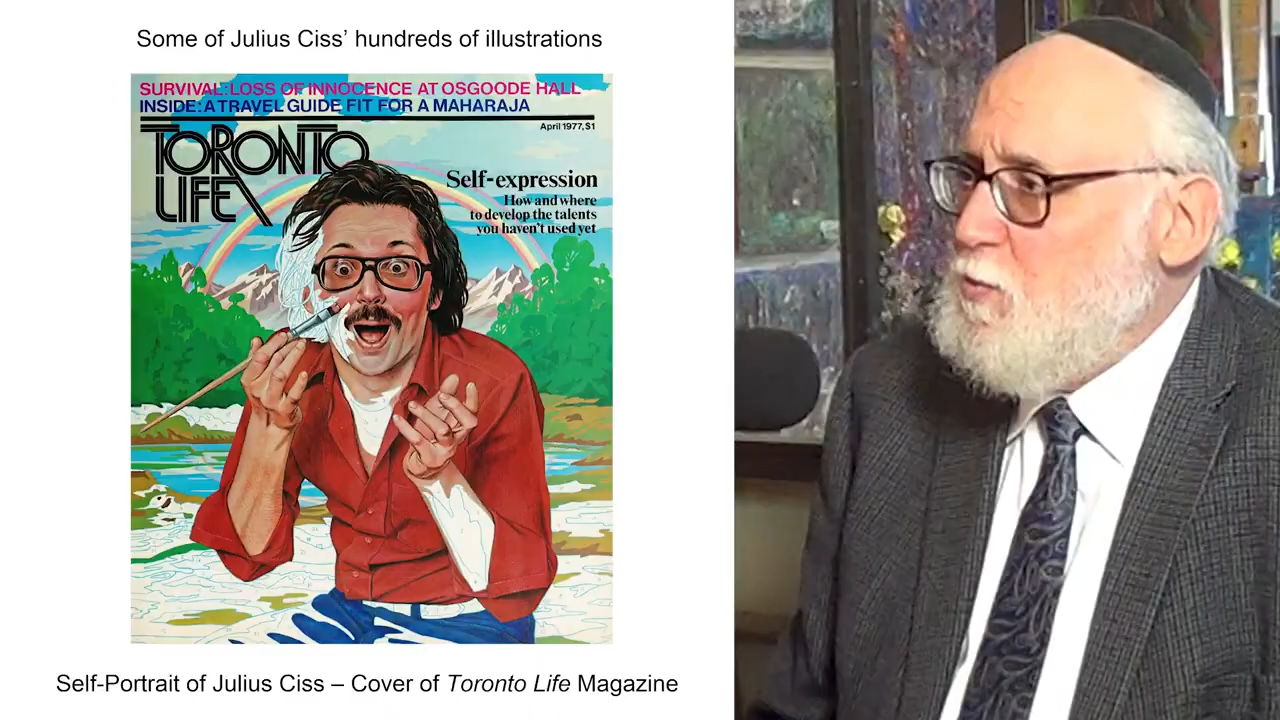 Some of Julius Ciss’ hundreds of illustrations
SURVIVAL: LOSS OF INNOCENCE AT OSGOODE HALL
INSIDE: A TRAVEL GUIDE FIT FOR A MAHARAJA
April 1977, $1
TORONTO
LIFE
Self-expression
How and where
to develop the talents
you haven't used yet
Self-Portrait of Julius Ciss – Cover of Toronto Life Magazine